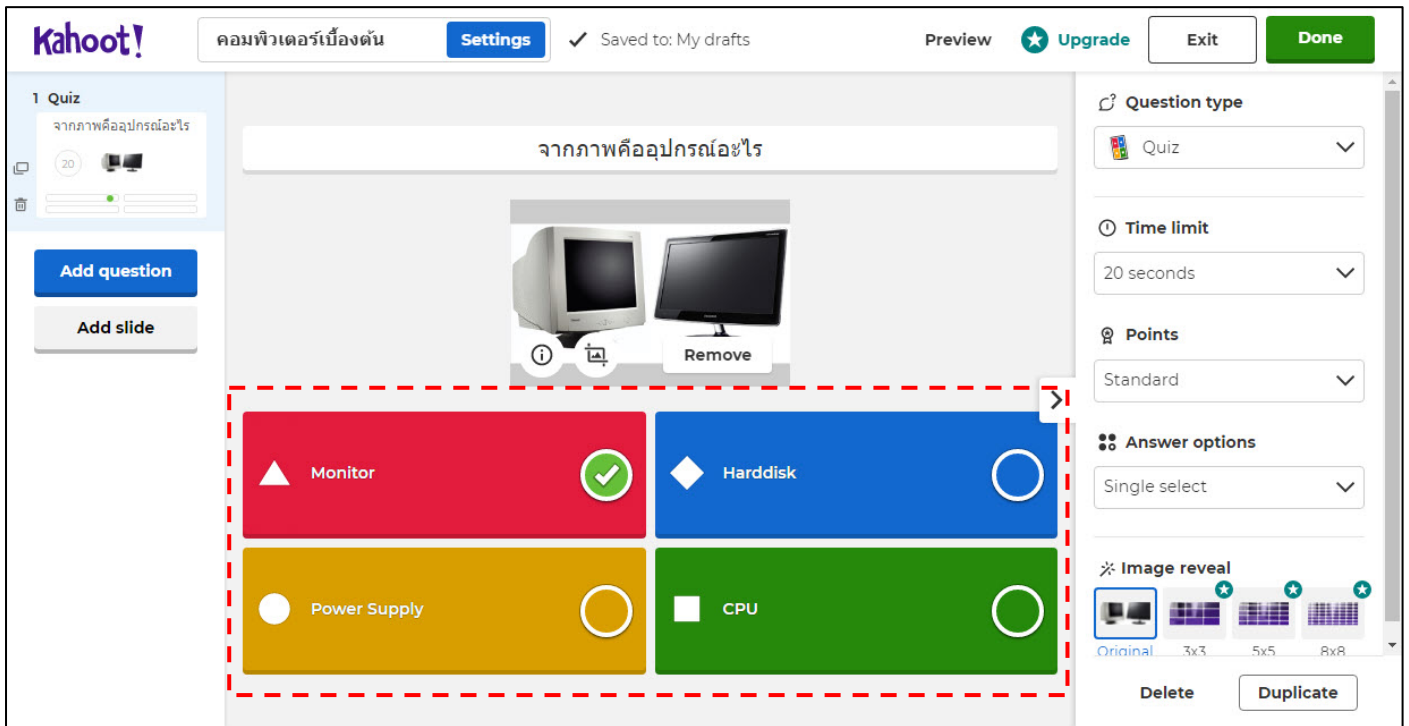 Kahoot!
คอมพิวเตอร์เบื้องต้น
Settings
Saved to: My drafts
Preview
Upgrade
Exit
Done
1 Quiz
จากภาพคืออุปกรณ์อะไร
20
Add question
Add slide
จากภาพคืออุปกรณ์อะไร
Remove
Monitor
Harddisk
Power Supply
CPU
Question type
Quiz
Time limit
20 seconds
Points
Standard
Answer options
Single select
Image reveal
Original 3x3 5x5 8x8
Delete
Duplicate